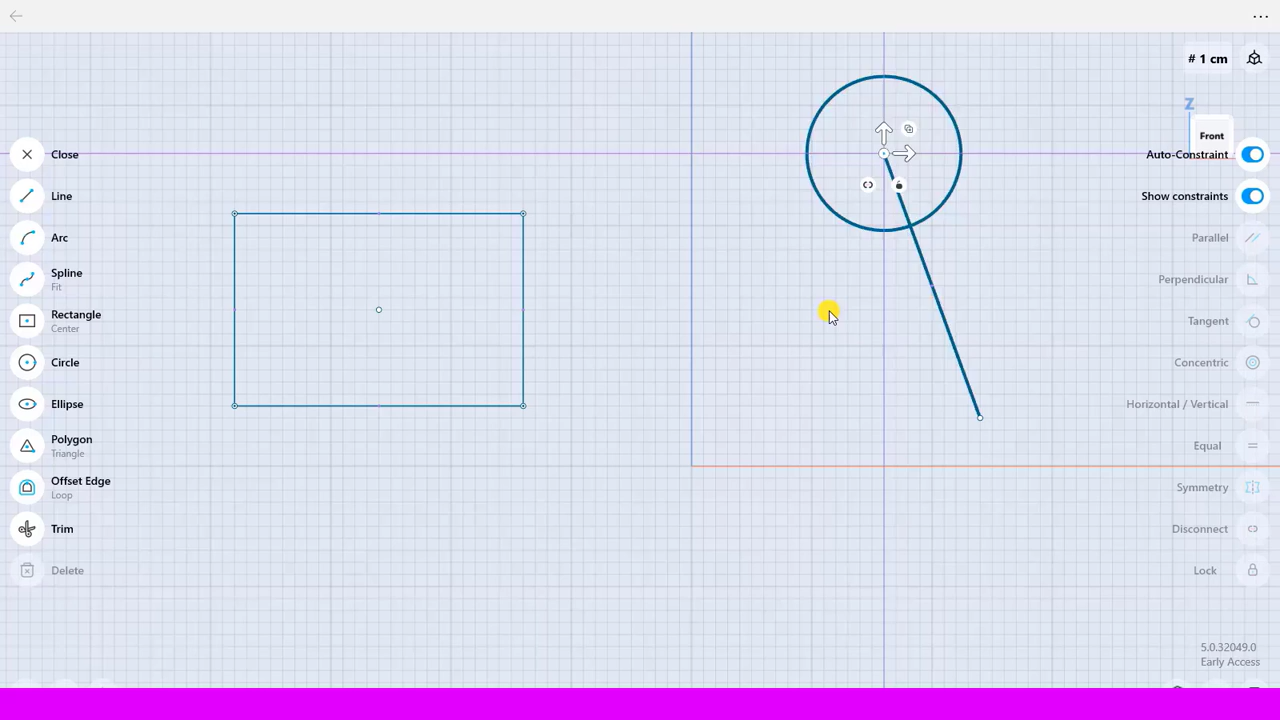 # 1 cm
Z
Front
Close
Line
Arc
Spline
Fit
Rectangle
Center
Circle
Ellipse
Polygon
Triangle
Offset Edge
Loop
Trim
Delete
Auto-Constraint
Show constraints
Parallel
Perpendicular
Tangent
Concentric
Horizontal / Vertical
Equal
Symmetry
Disconnect
Lock
5.0.32049.0
Early Access